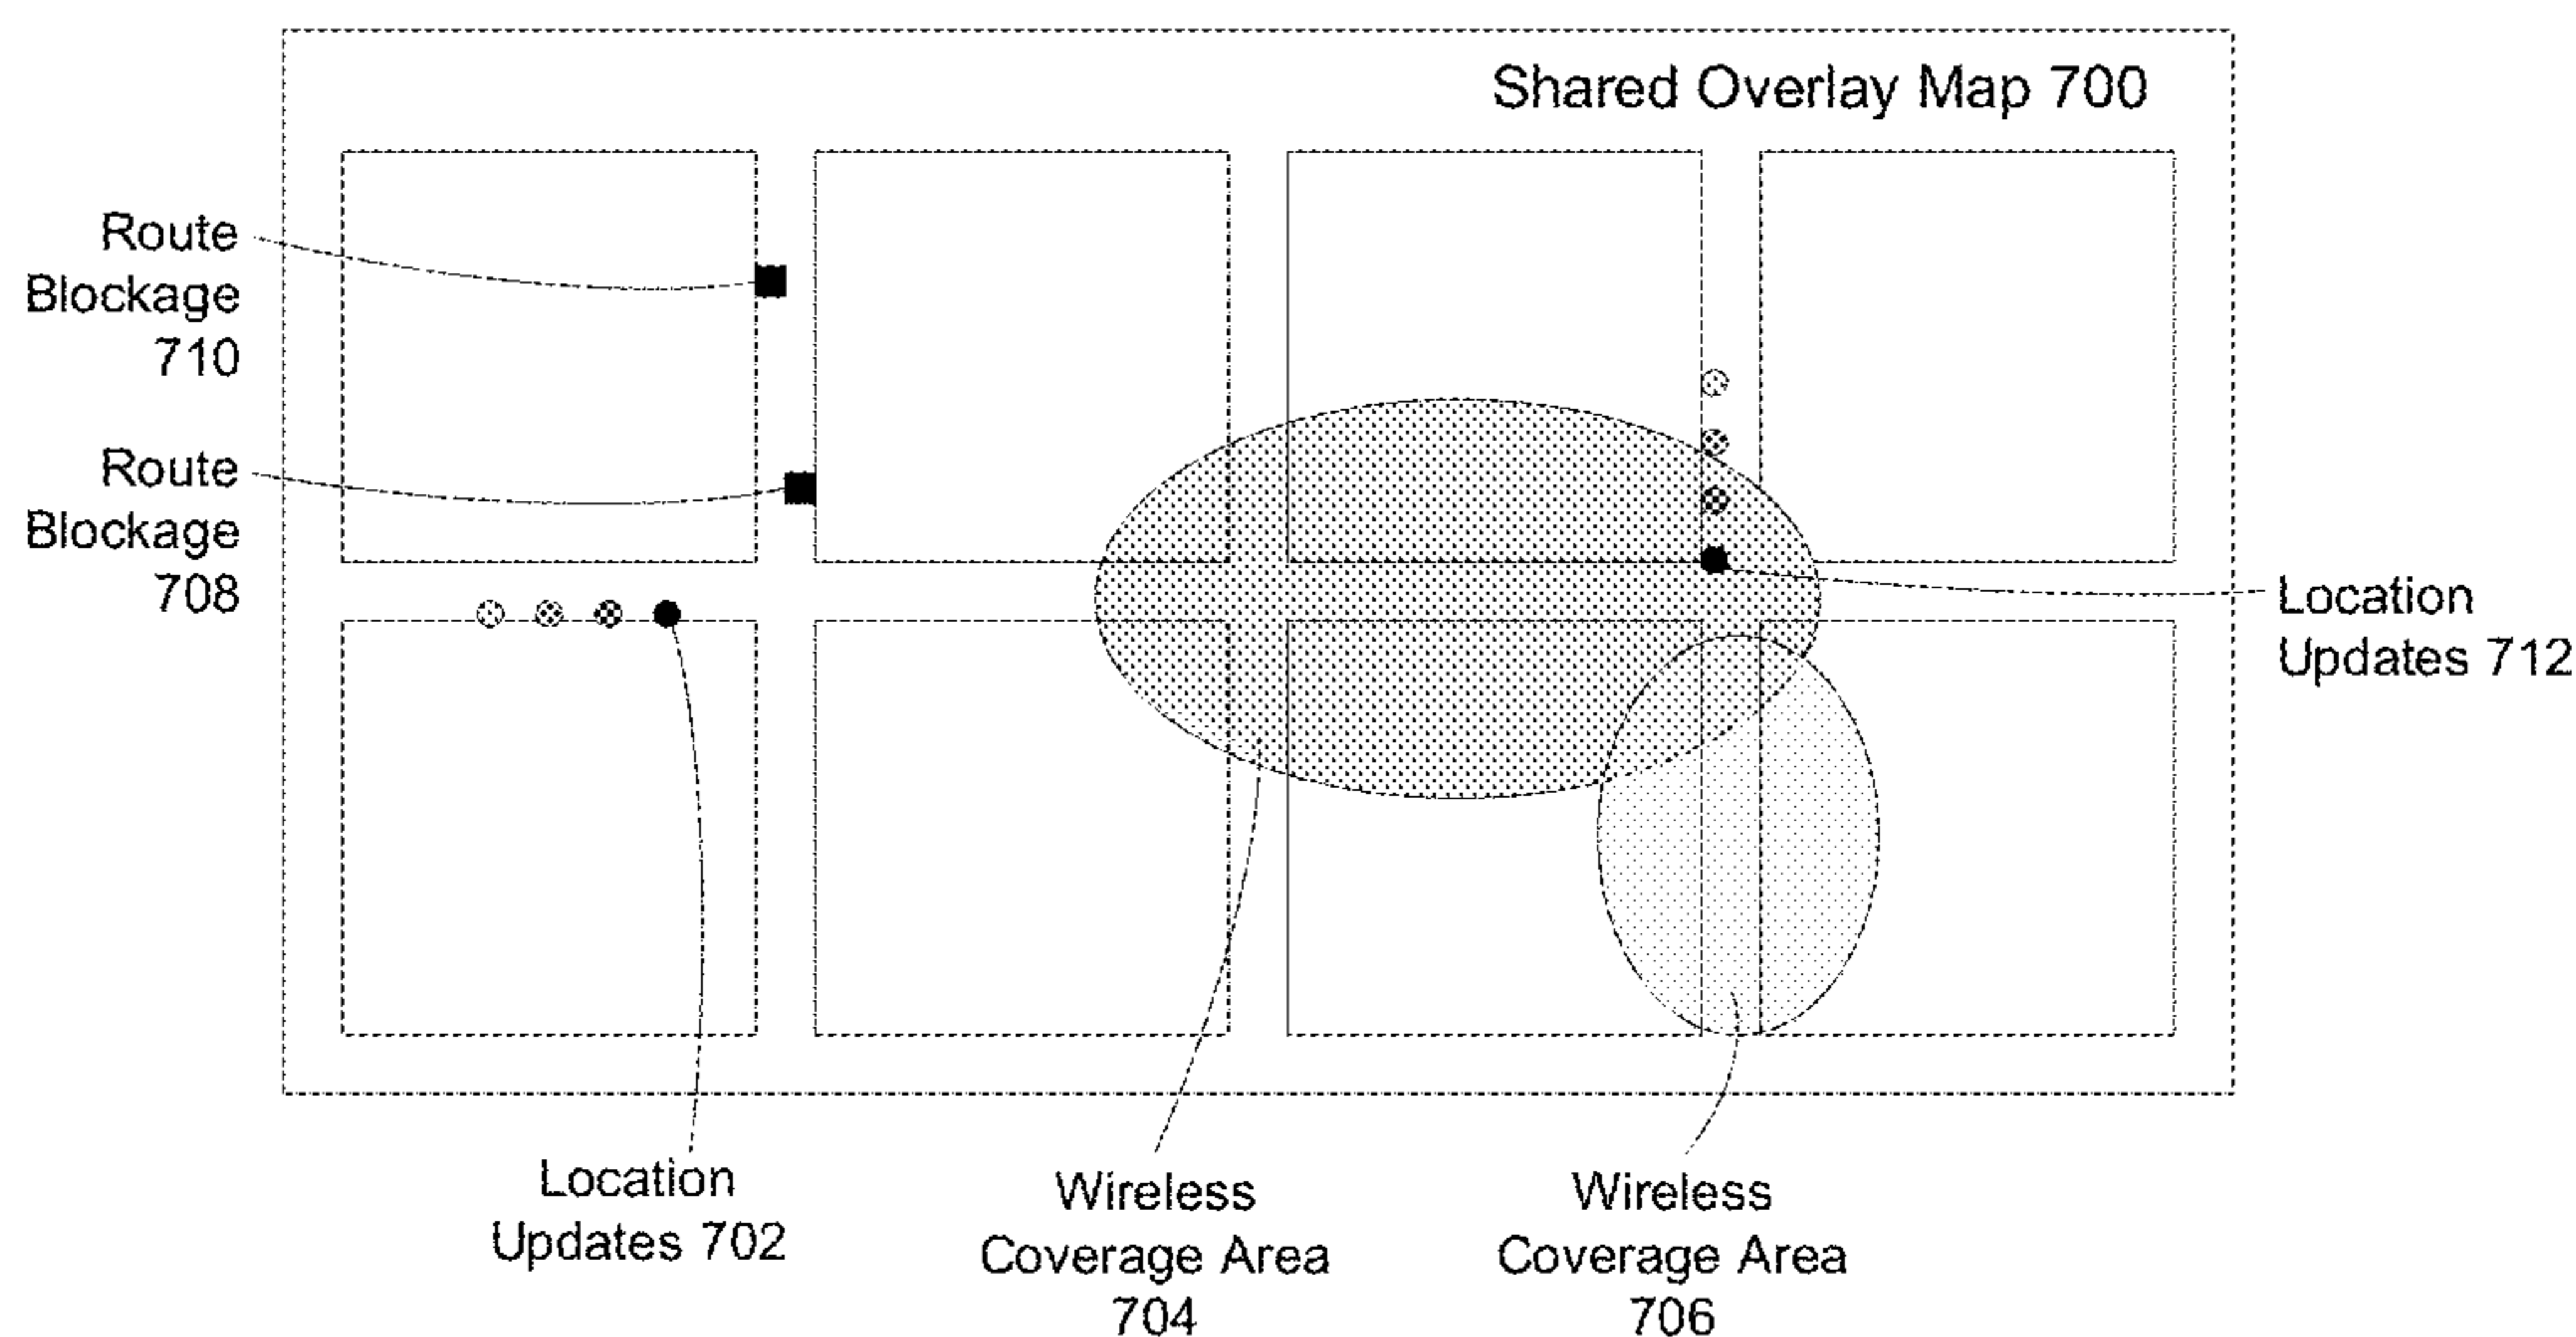 Shared Overlay Map 700
Route
Blockage
710
Route
Blockage
708
Location
Updates 712
Location
Updates 702
Wireless
Coverage Area
704
Wireless
Coverage Area
706